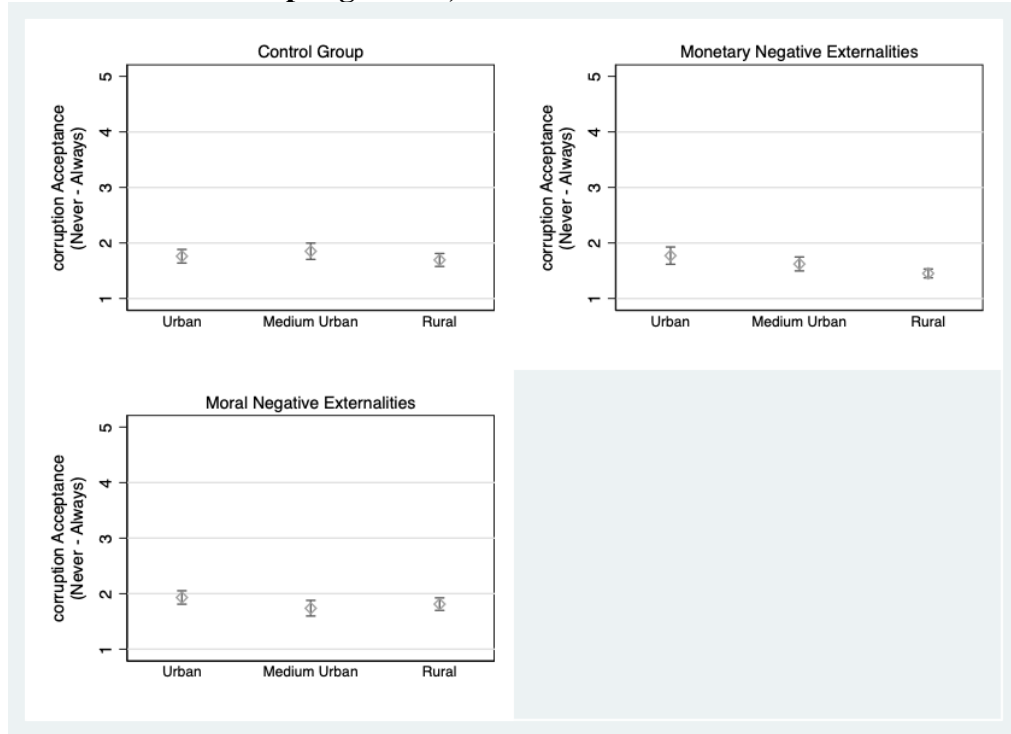 Control Group
corruption Acceptance
(Never - Always)
5
4
3
2
1
Urban Medium Urban Rural
Monetary Negative Externalities
corruption Acceptance
(Never - Always)
5
4
3
2
1
Urban Medium Urban Rural
Moral Negative Externalities
corruption Acceptance
(Never - Always)
5
4
3
2
1
Urban Medium Urban Rural